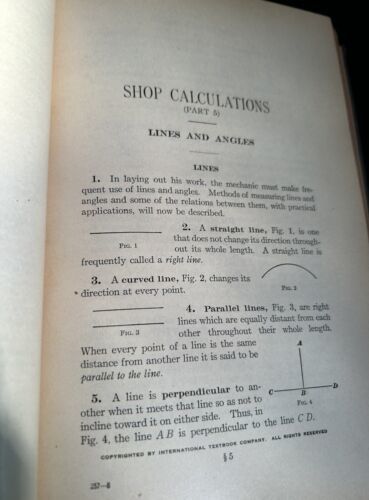 SHOP CALCULATIONS
(PART 5)
LINES AND ANGLES
LINES
1. In laying out his work, the mechanic must make fre-
quent use of lines and angles. Methods of measuring lines and
angles and some of the relations between them, with practical
applications, will now be described.
FIG. 1
2. A straight line, Fig. 1, is one
that does not change its direction through-
out its whole length. A straight line is
frequently called a right line.
3. A curved line, Fig. 2, changes its
direction at every point.
FIG. 2
FIG. 3
4. Parallel lines, Fig. 3, are right
lines which are equally distant from each
other throughout their whole length.
When every point of a line is the same
distance from another line it is said to be
parallel to the line.
A
C
B
D
FIG. 4
5. A line is perpendicular to an-
other when it meets that line so as not to
incline toward it on either side. Thus, in
Fig. 4, the line AB is perpendicular to the line CD.
COPYRIGHTED BY INTERNATIONAL TEXTBOOK COMPANY. ALL RIGHTS RESERVED
§ 5
257—6